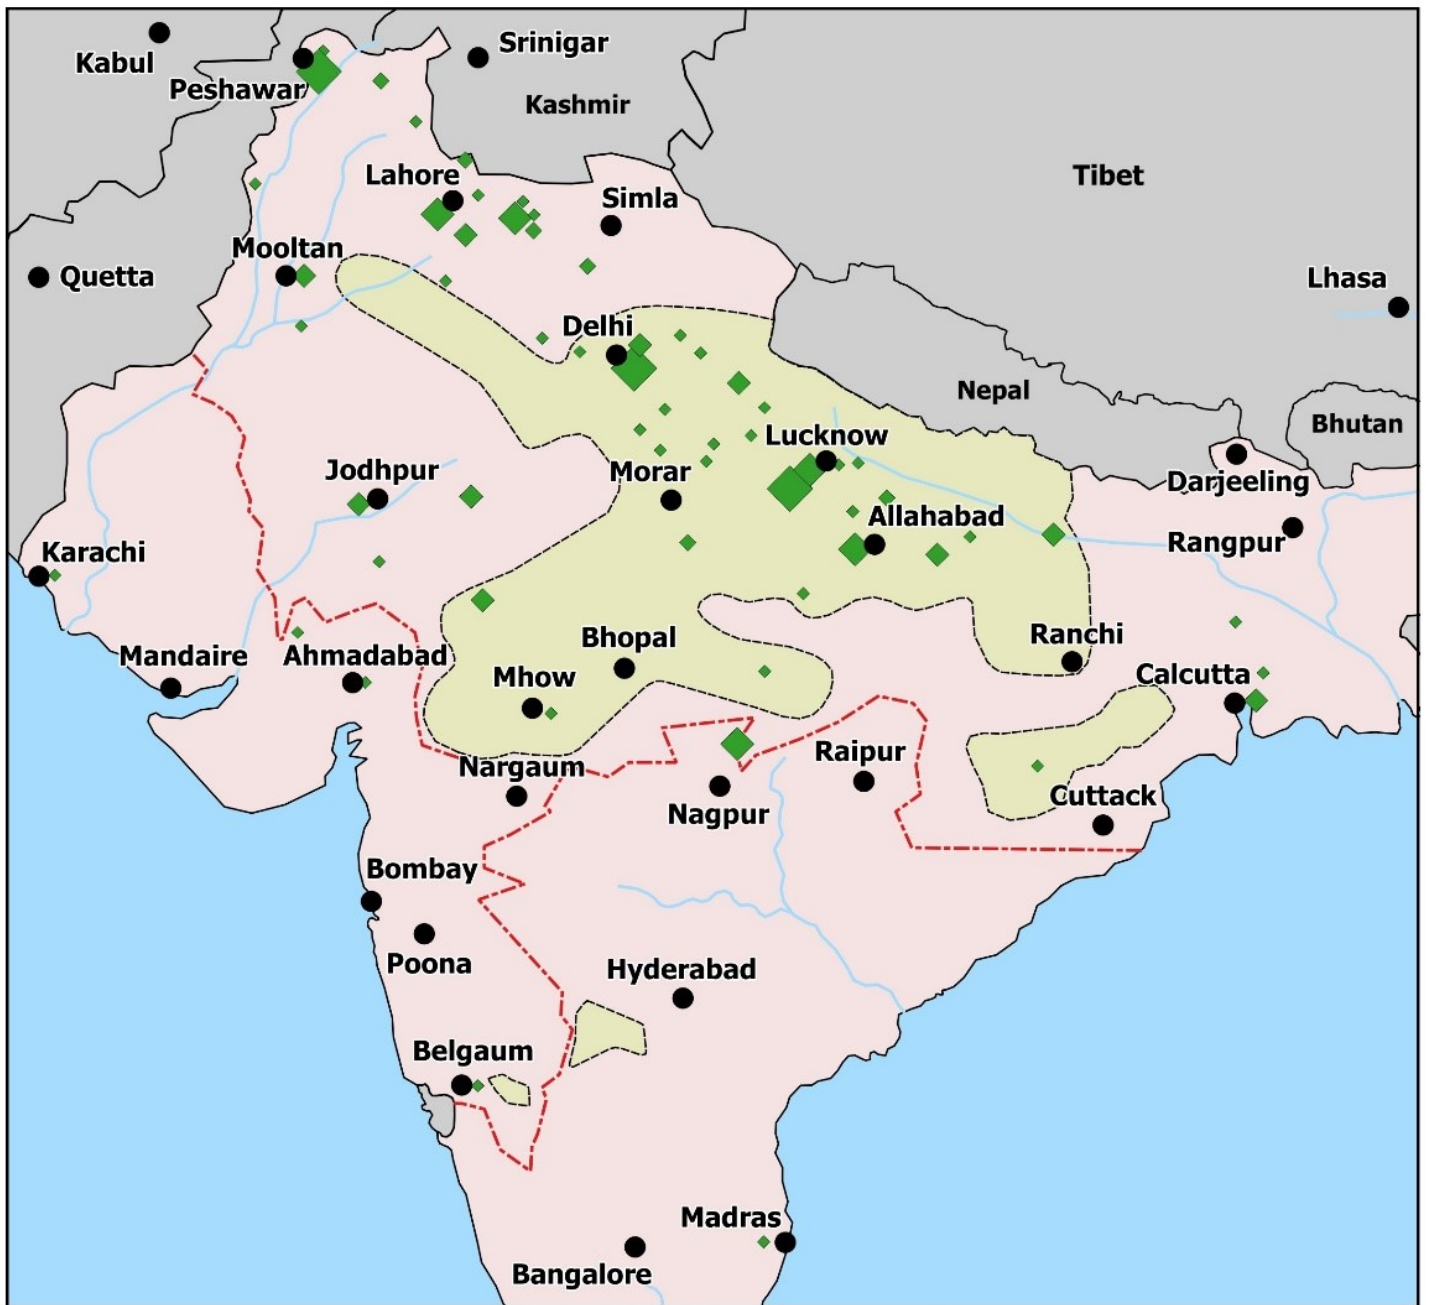 Srinigar
Kabul
Peshawar
Kashmir
Lahore
Tibet
Simla
Mooltan
Quetta
Lhasa
Delhi
Nepal
Bhutan
Lucknow
Jodhpur
Morar
Darjeeling
Allahabad
Rangpur
Karachi
Ranchi
Bhopal
Mandaire
Ahmadabad
Mhow
Calcutta
Raipur
Nargaum
Cuttack
Nagpur
Bombay
Poona
Hyderabad
Belgaum
Madras
Bangalore